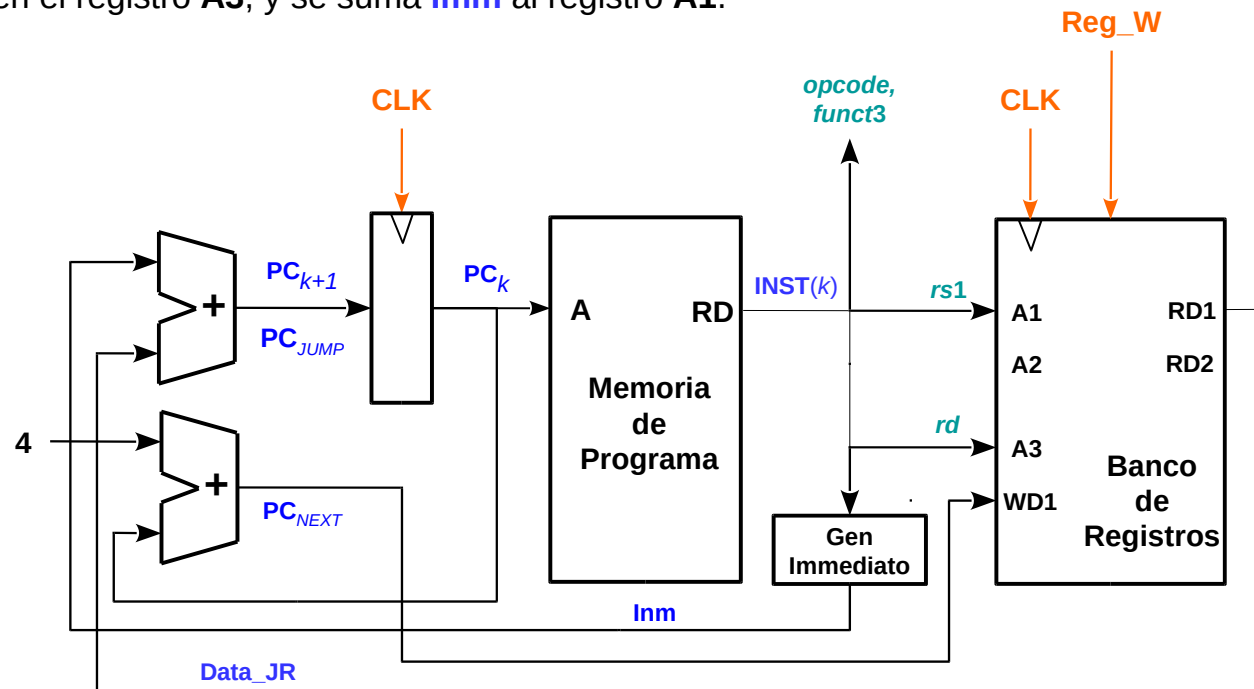 en el registro A3, y se suma Imm al registro A1.
Reg_W
CLK
opcode,
funct3
CLK
PCk+1
PCJUMP
PCk
INST(k)
rs1
A
RD
A1
RD1
A2
RD2
Memoria
de
Programa
4
rd
A3
WD1
Banco
de
Registros
PCNEXT
Gen
Immediato
Inm
Data_JR
+
+